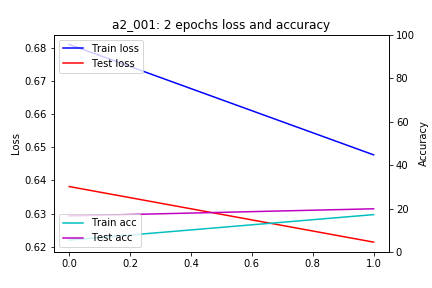 a2_001: 2 epochs loss and accuracy
Train loss
Test loss
Train acc
Test acc
Loss
Accuracy
0.68
0.67
0.66
0.65
0.64
0.63
0.62
100
80
60
40
20
0
0.0 0.2 0.4 0.6 0.8 1.0